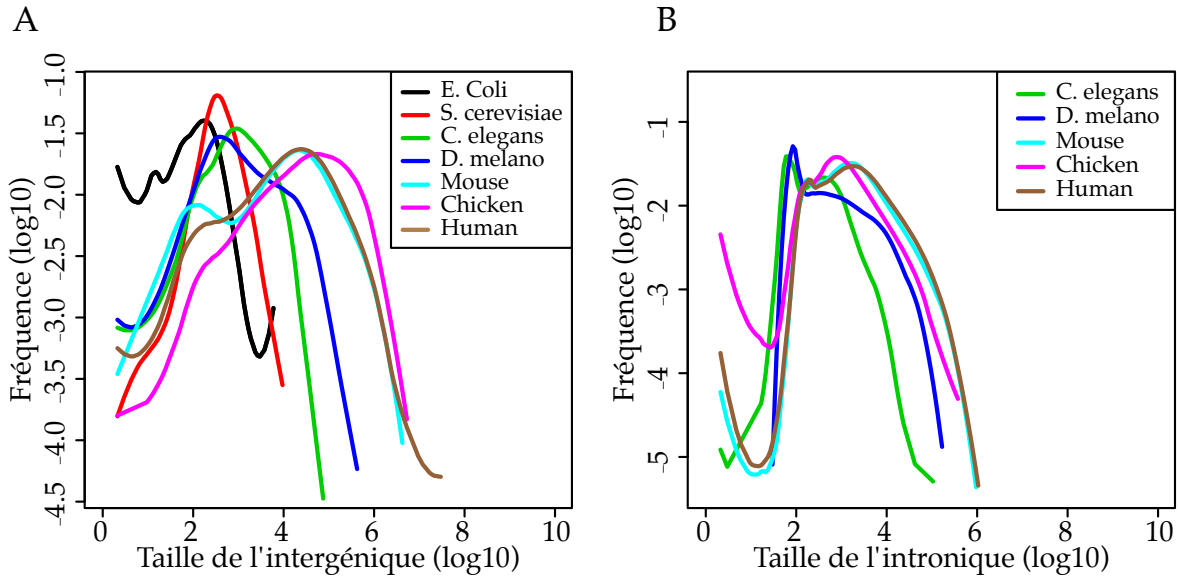 A
Fréquence (log10)
-1.0
-1.5
-2.0
-2.5
-3.0
-3.5
-4.0
-4.5
E. Coli
S. cerevisiae
C. elegans
D. melano
Mouse
Chicken
Human
0 2 4 6 8 10
Taille de l'intergénique (log10)
B
Fréquence (log10)
-1
-2
-3
-4
-5
C. elegans
D. melano
Mouse
Chicken
Human
0 2 4 6 8 10
Taille de l'intronique (log10)